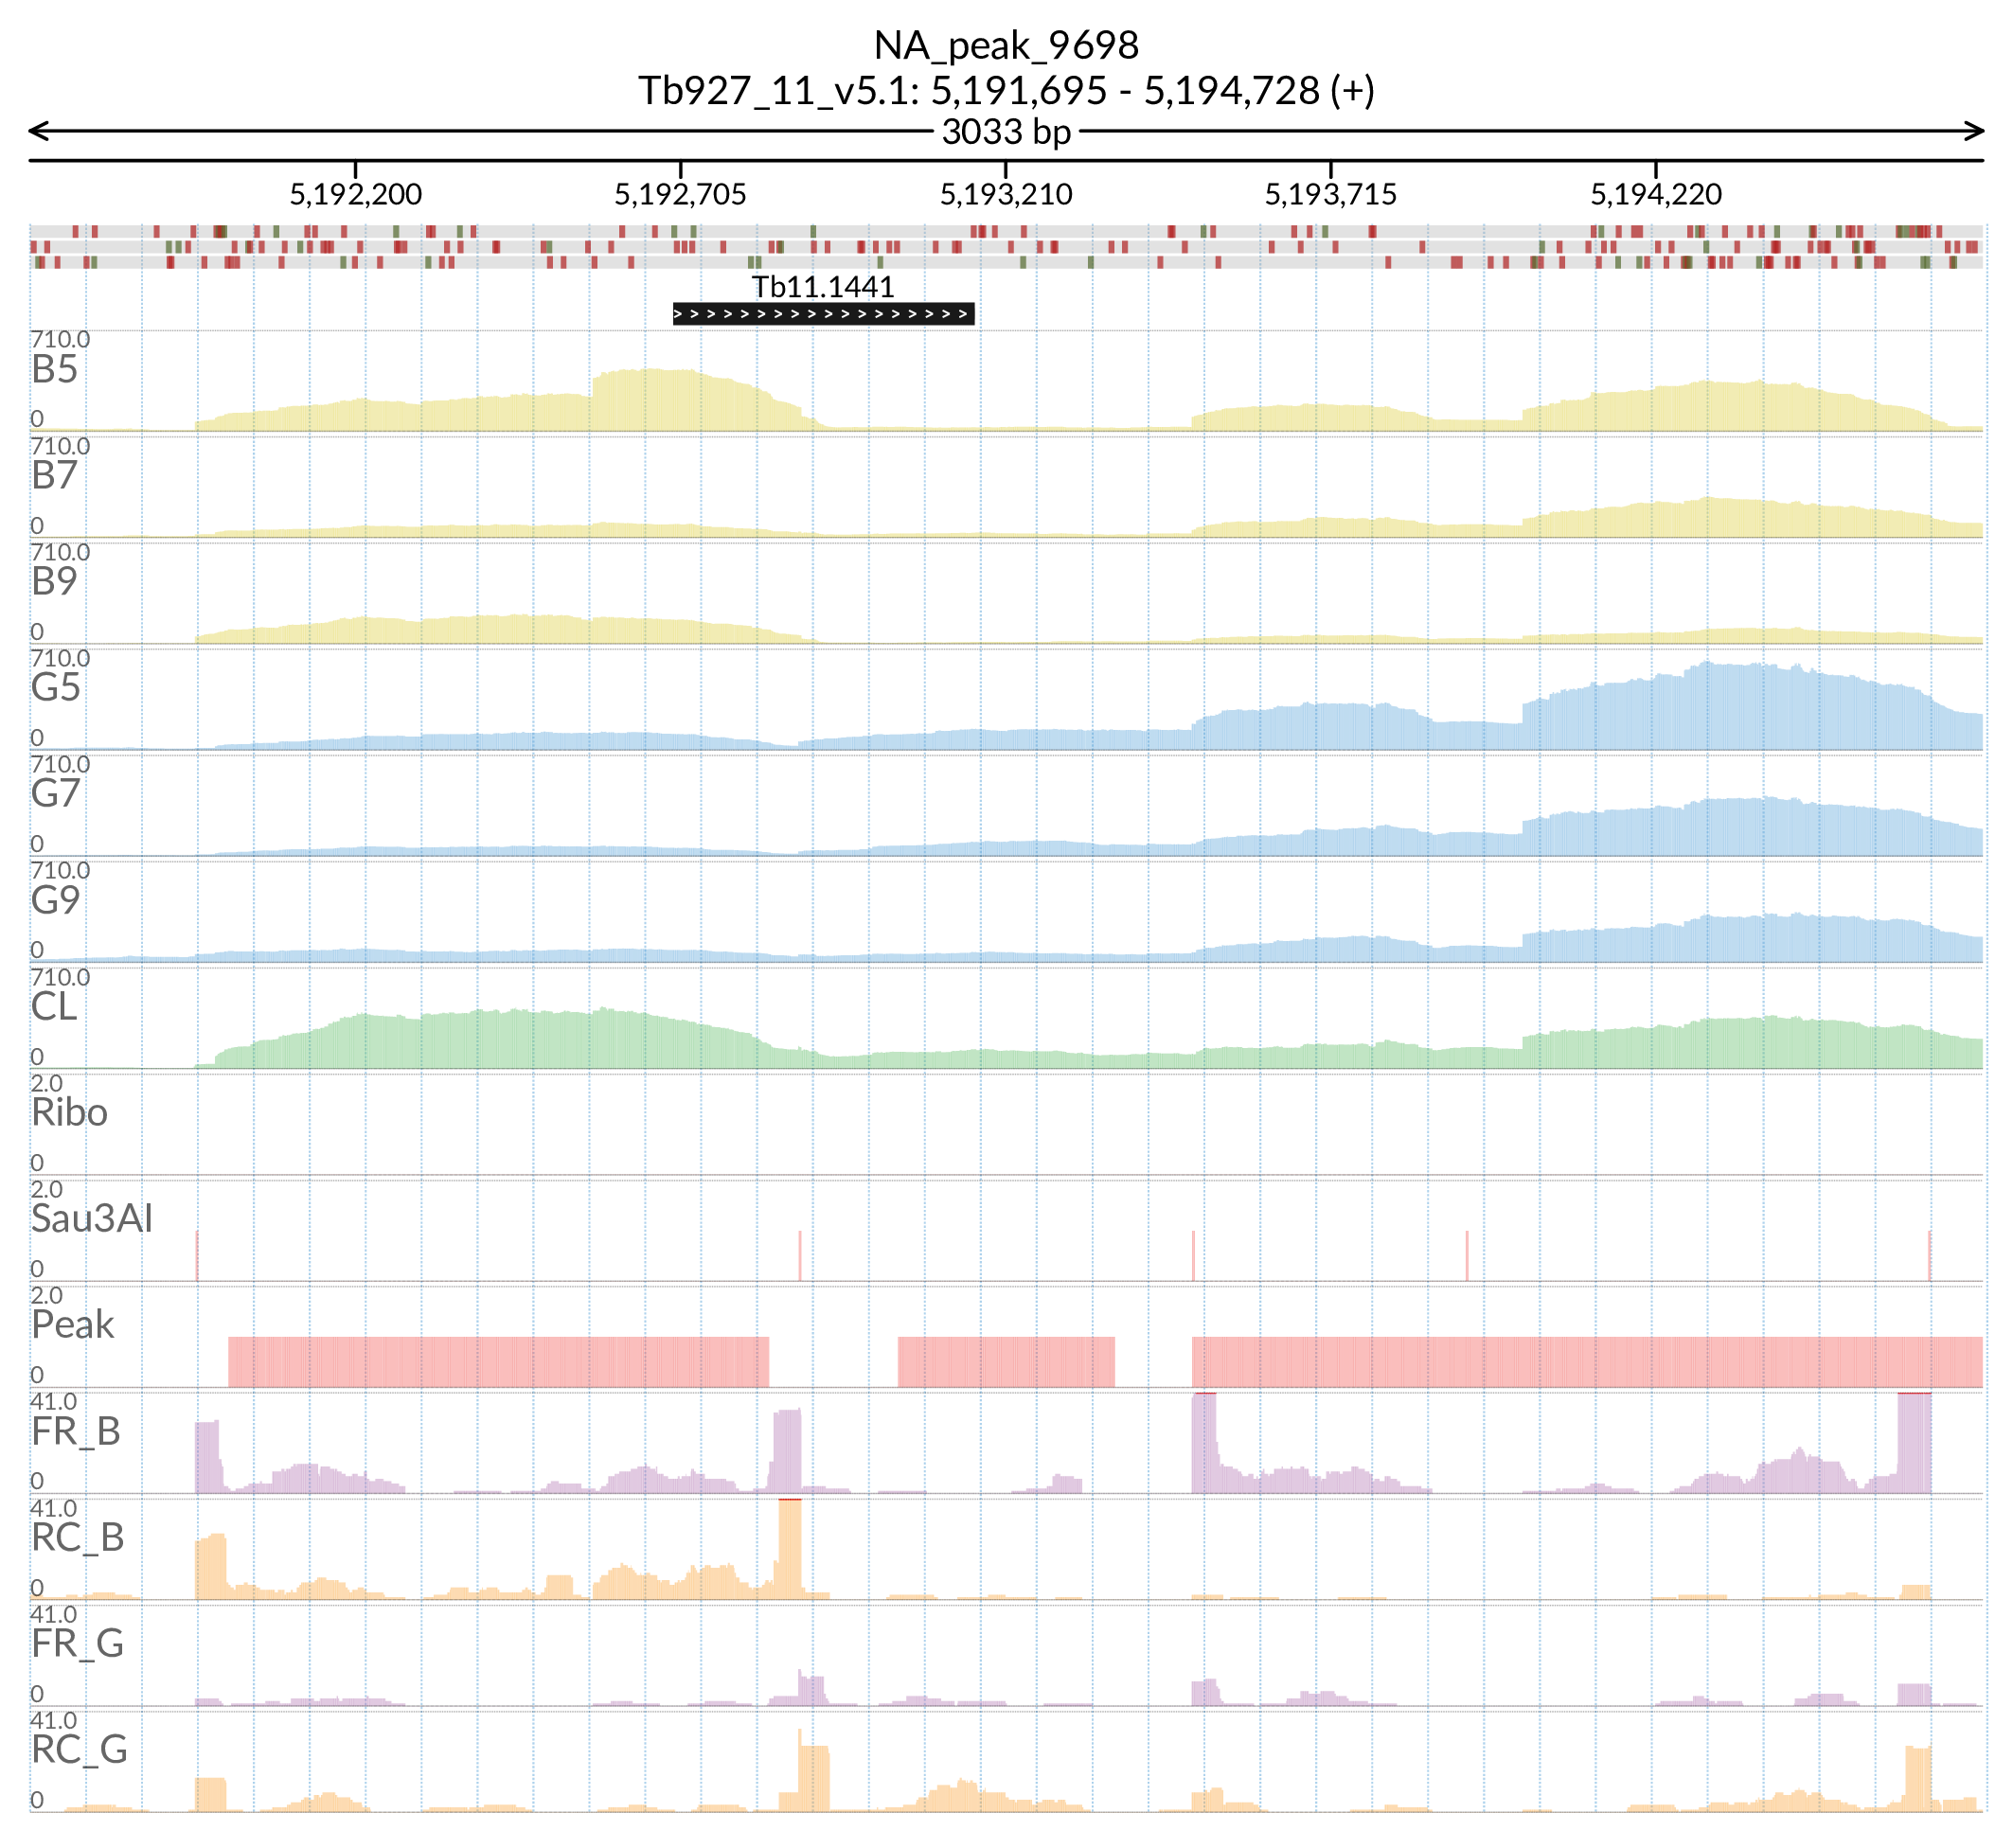 NA_peak_9698
Tb927_11_v5.1: 5,191,695 - 5,194,728 (+)
3033 bp
5,192,200 5,192,705 5,193,210 5,193,715 5,194,220
Tb11.1441
710.0
B5
0
710.0
B7
0
710.0
B9
0
710.0
G5
0
710.0
G7
0
710.0
G9
0
710.0
CL
0
2.0
Ribo
0
2.0
Sau3AI
0
2.0
Peak
0
41.0
FR_B
0
41.0
RC_B
0
41.0
FR_G
0
41.0
RC_G
0